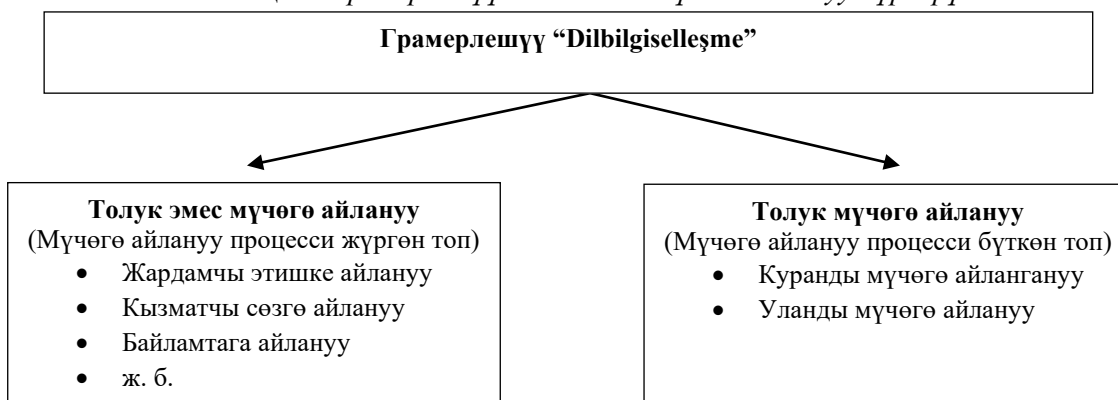 Грамерлешүү “Dilbilgiselleşme”
Толук эмес мүчөгө айлануу
(Мүчөгө айлануу процесси жүргөн топ)
• Жардамчы этишке айлануу
• Кызматчы сөзгө айлануу
• Байламтага айлануу
• ж. б.
Толук мүчөгө айлануу
(Мүчөгө айлануу процесси бүткөн топ)
• Куранды мүчөгө айлангануу
• Уланды мүчөгө айлануу